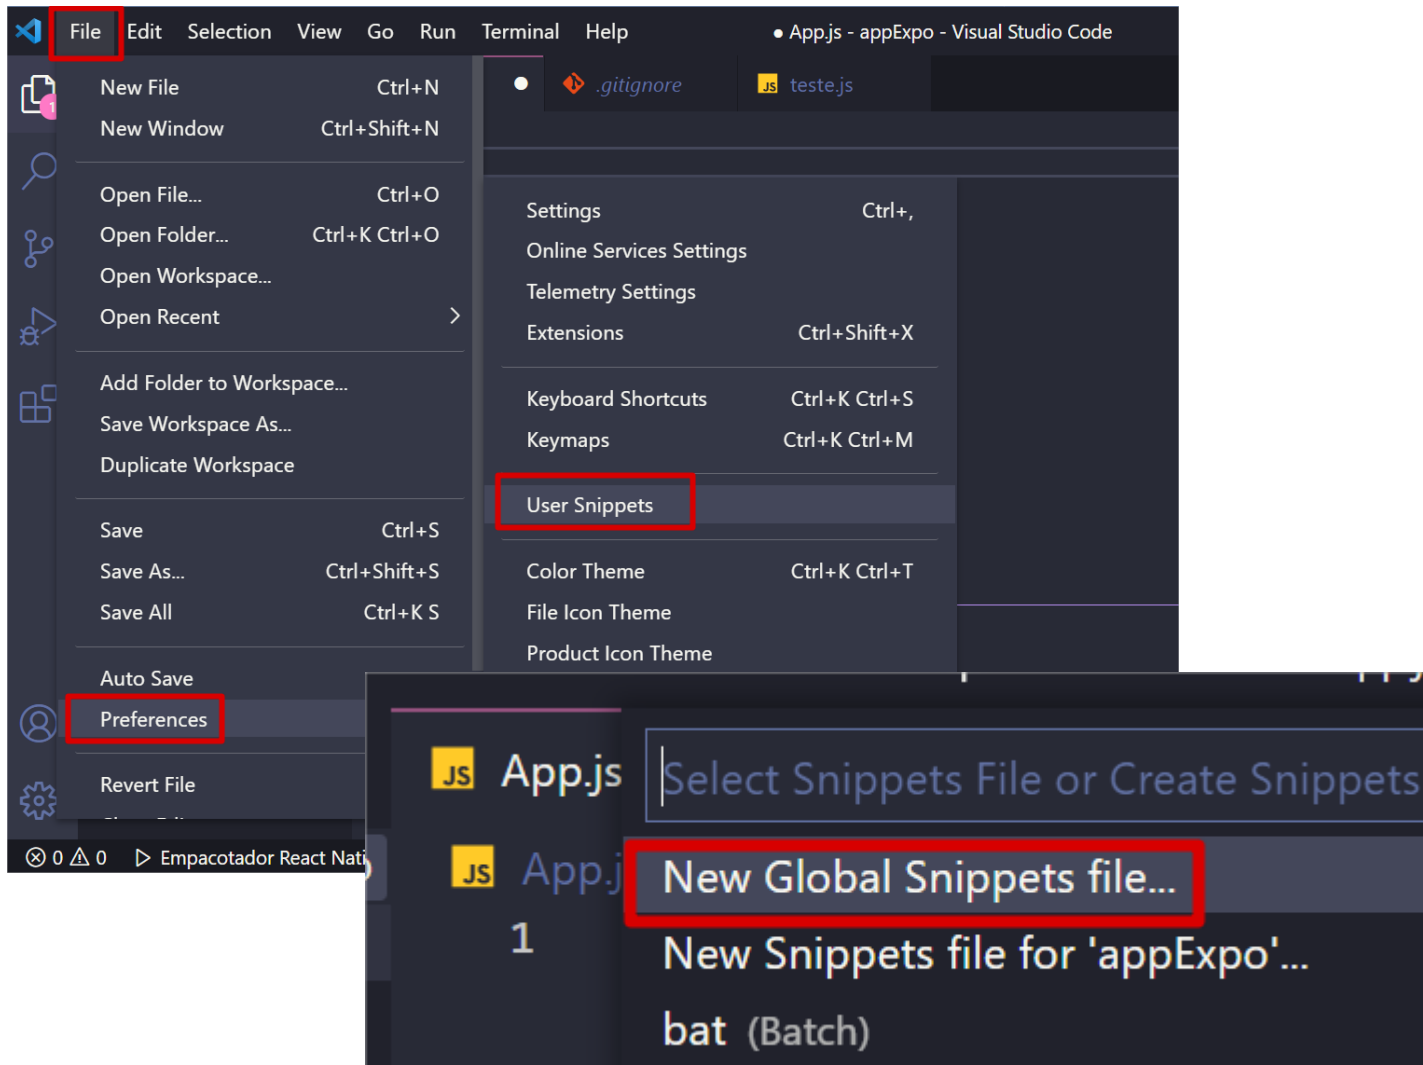 File Edit Selection View Go Run Terminal Help ● App.js - appExpo - Visual Studio Code
1
.gitignore JS teste.js
New File Ctrl+N
New Window Ctrl+Shift+N
Open File... Ctrl+O
Open Folder... Ctrl+K Ctrl+O
Open Workspace...
Open Recent
Add Folder to Workspace...
Save Workspace As...
Duplicate Workspace
Save Ctrl+S
Save As... Ctrl+Shift+S
Save All Ctrl+K S
Auto Save
Preferences
Revert File
Settings Ctrl+,
Online Services Settings
Telemetry Settings
Extensions Ctrl+Shift+X
Keyboard Shortcuts Ctrl+K Ctrl+S
Keymaps Ctrl+K Ctrl+M
User Snippets
Color Theme Ctrl+K Ctrl+T
File Icon Theme
Product Icon Theme
0 0 Empacotador React Nati
JS App.js
Select Snippets File or Create Snippets
JS App.j
New Global Snippets file...
1
New Snippets file for 'appExpo'...
bat (Batch)